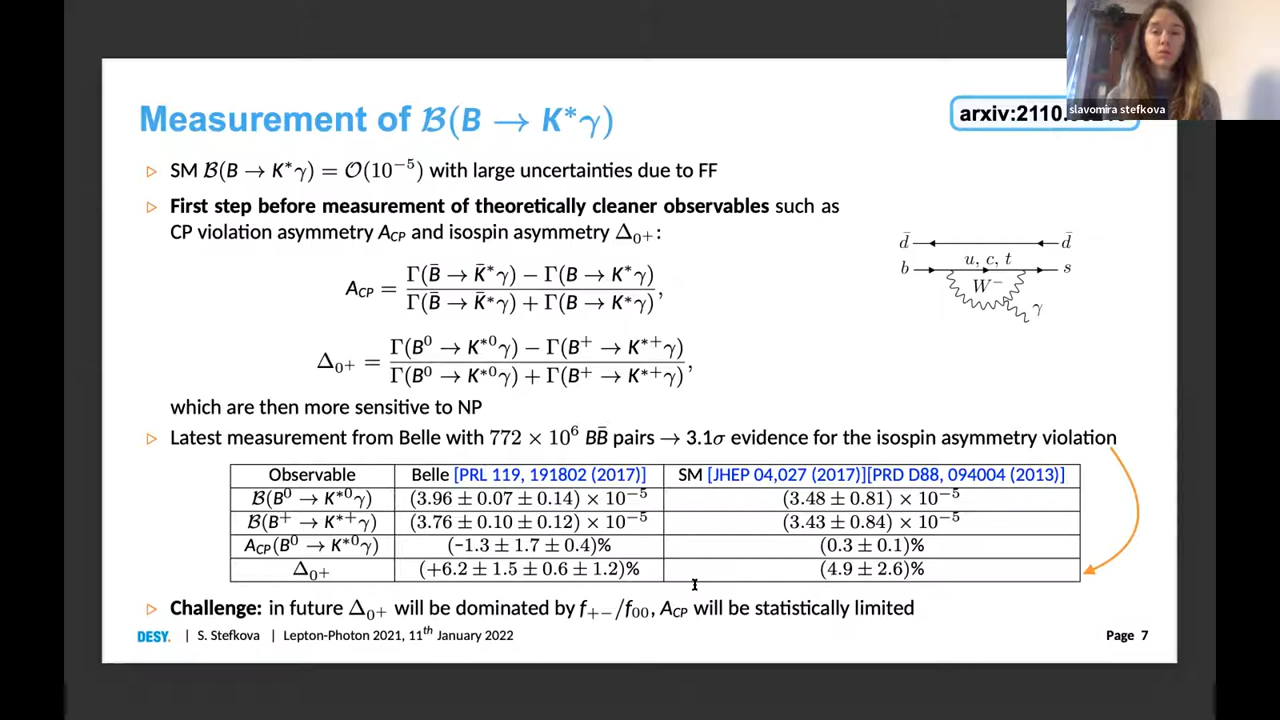 slavomira stefkova
Measurement of ℬ(B → K*γ)
arxiv:2110.
▷ SM ℬ(B → K*γ) = 𝒪(10⁻⁵) with large uncertainties due to FF
▷ First step before measurement of theoretically cleaner observables such as
CP violation asymmetry A_CP and isospin asymmetry Δ₀₊:
A_CP = (Γ(B̄ → K̄*γ) − Γ(B → K*γ)) / (Γ(B̄ → K̄*γ) + Γ(B → K*γ)),
Δ₀₊ = (Γ(B⁰ → K*⁰γ) − Γ(B⁺ → K*⁺γ)) / (Γ(B⁰ → K*⁰γ) + Γ(B⁺ → K*⁺γ)),
d̄ d̄
b u, c, t s
W⁻
γ
which are then more sensitive to NP
▷ Latest measurement from Belle with 772 × 10⁶ BB̄ pairs → 3.1σ evidence for the isospin asymmetry violation
Observable Belle [PRL 119, 191802 (2017)] SM [JHEP 04,027 (2017)][PRD D88, 094004 (2013)]
ℬ(B⁰ → K*⁰γ) (3.96 ± 0.07 ± 0.14) × 10⁻⁵ (3.48 ± 0.81) × 10⁻⁵
ℬ(B⁺ → K*⁺γ) (3.76 ± 0.10 ± 0.12) × 10⁻⁵ (3.43 ± 0.84) × 10⁻⁵
A_CP(B⁰ → K*⁰γ) (-1.3 ± 1.7 ± 0.4)% (0.3 ± 0.1)%
Δ₀₊ (+6.2 ± 1.5 ± 0.6 ± 1.2)% (4.9 ± 2.6)%
▷ Challenge: in future Δ₀₊ will be dominated by f₊₋/f₀₀, A_CP will be statistically limited
DESY. | S. Stefkova | Lepton-Photon 2021, 11th January 2022 Page 7